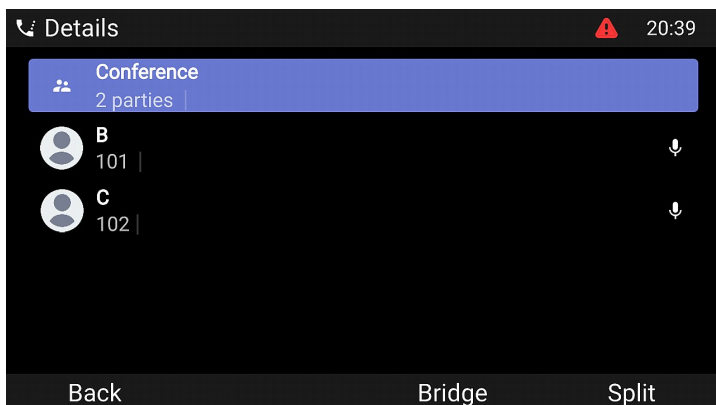 Details
20:39
Conference
2 parties
B
101
C
102
Back
Bridge
Split